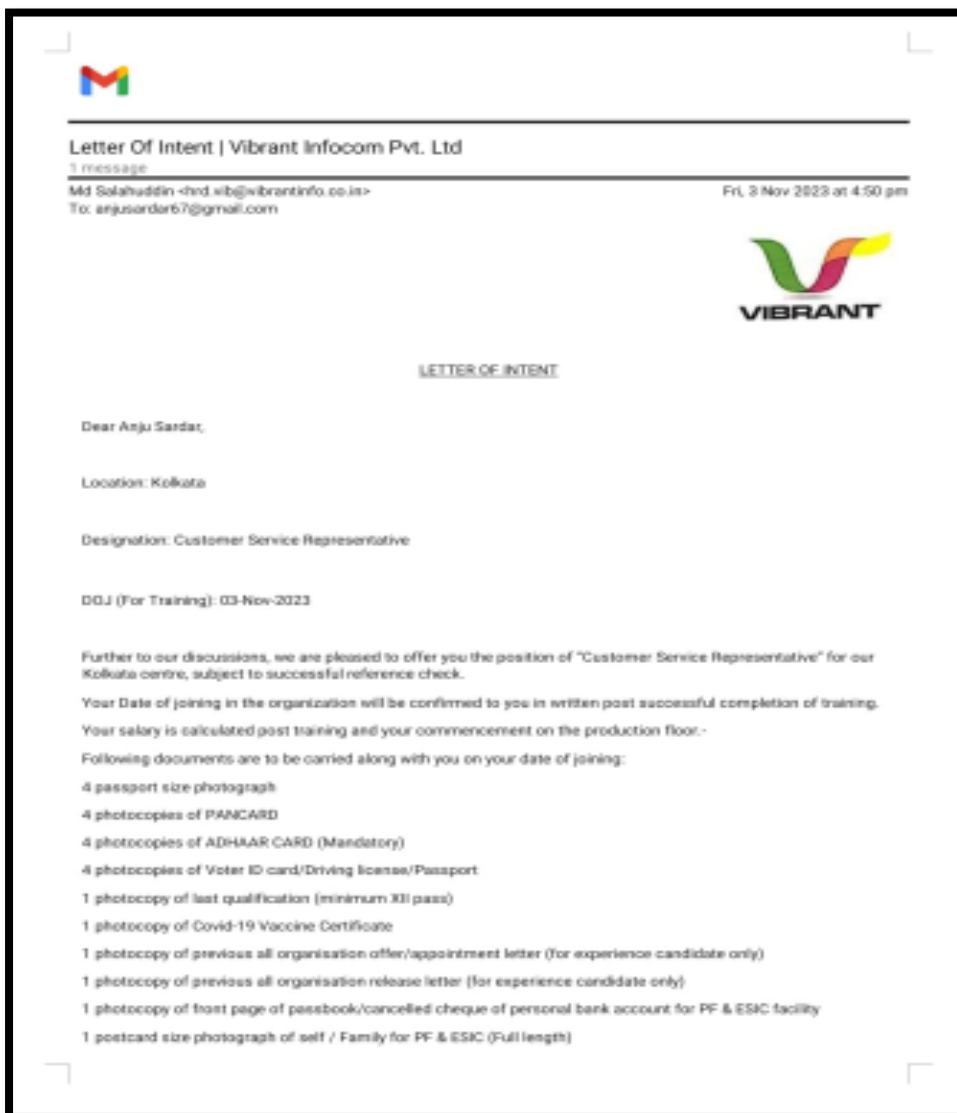 Letter Of Intent | Vibrant Infocom Pvt. Ltd
1 message
Md Salahuddin <hrd.vib@vibrantinfo.co.in>
Fri, 3 Nov 2023 at 4:50 pm
To: anjusardar67@gmail.com
VIBRANT
LETTER OF INTENT
Dear Anju Sardar,
Location: Kolkata
Designation: Customer Service Representative
DOJ (For Training): 03-Nov-2023
Further to our discussions, we are pleased to offer you the position of "Customer Service Representative" for our
Kolkata centre, subject to successful reference check.
Your Date of joining in the organization will be confirmed to you in written post successful completion of training.
Your salary is calculated post training and your commencement on the production floor.-
Following documents are to be carried along with you on your date of joining:
4 passport size photograph
4 photocopies of PANCARD
4 photocopies of ADHAAR CARD (Mandatory)
4 photocopies of Voter ID card/Driving license/Passport
1 photocopy of last qualification (minimum XII pass)
1 photocopy of Covid-19 Vaccine Certificate
1 photocopy of previous all organisation offer/appointment letter (for experience candidate only)
1 photocopy of previous all organisation release letter (for experience candidate only)
1 photocopy of front page of passbook/cancelled cheque of personal bank account for PF & ESIC facility
1 postcard size photograph of self / Family for PF & ESIC (Full length)